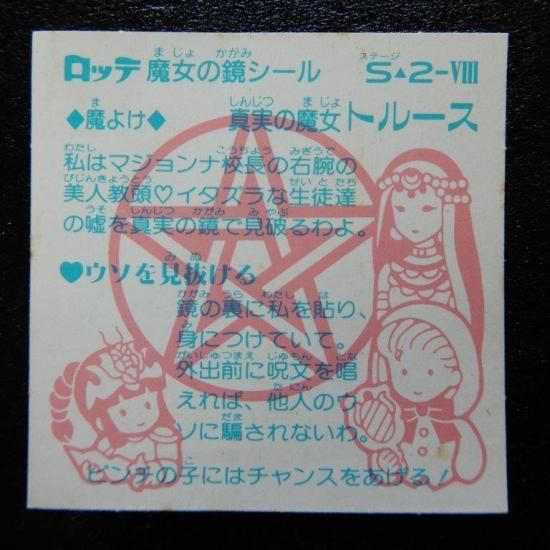 ロッテ 魔女の鏡シール ステージ S▲2-VIII
◆魔よけ◆ 真実の魔女 トルース
私はマジョンナ校長の右腕の
美人教頭♡イタズラな生徒達
の嘘を真実の鏡で見破るわよ。
♥ウソを見抜ける
鏡の裏に私を貼り、
身につけていて。
外出前に呪文を唱
えれば、他人のウ
ソに騙されないわ。
ピンチの子にはチャンスをあげる!